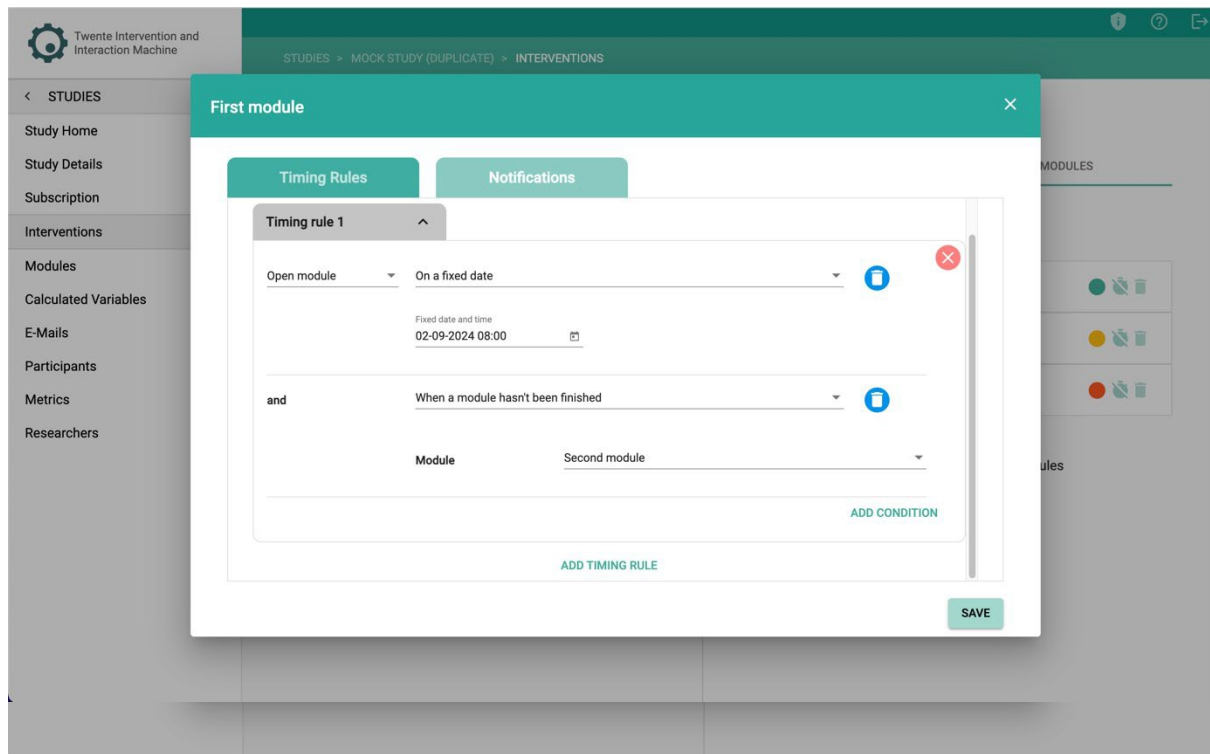 Twente Intervention and
Interaction Machine
STUDIES > MOCK STUDY (DUPLICATE) > INTERVENTIONS
< STUDIES
Study Home
Study Details
Subscription
Interventions
Modules
Calculated Variables
E-Mails
Participants
Metrics
Researchers
First module
Timing Rules
Notifications
MODULES
Timing rule 1
Open module
On a fixed date
Fixed date and time
02-09-2024 08:00
and
When a module hasn't been finished
Module
Second module
ADD CONDITION
ADD TIMING RULE
SAVE